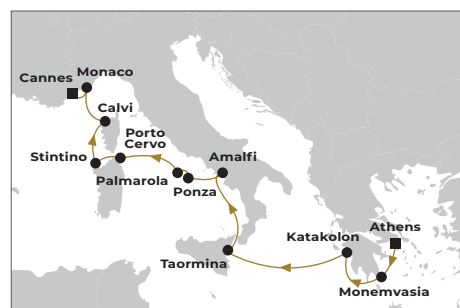 Monaco
Cannes
Calvi
Porto
Cervo
Stintino
Amalfi
Palmarola
Ponza
Athens
Katakolon
Taormina
Monemvasia